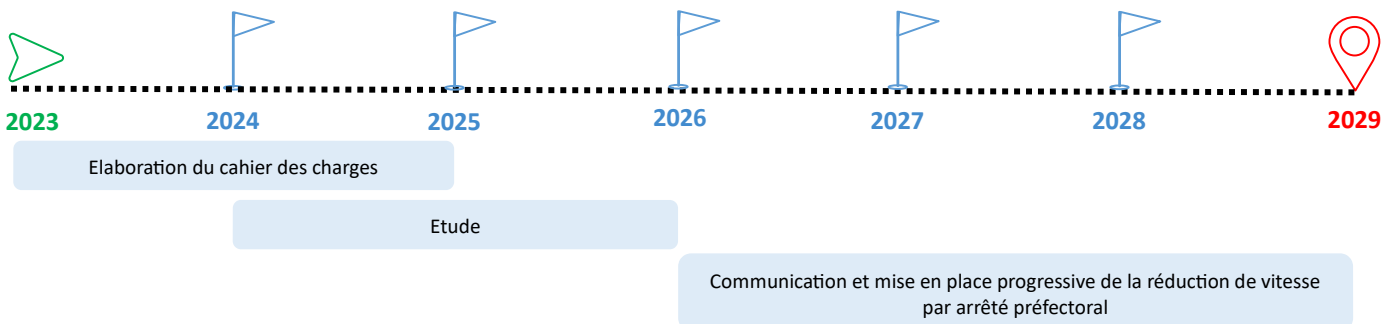 2023 2024 2025 2026 2027 2028 2029
Elaboration du cahier des charges
Etude
Communication et mise en place progressive de la réduction de vitesse
par arrêté préfectoral